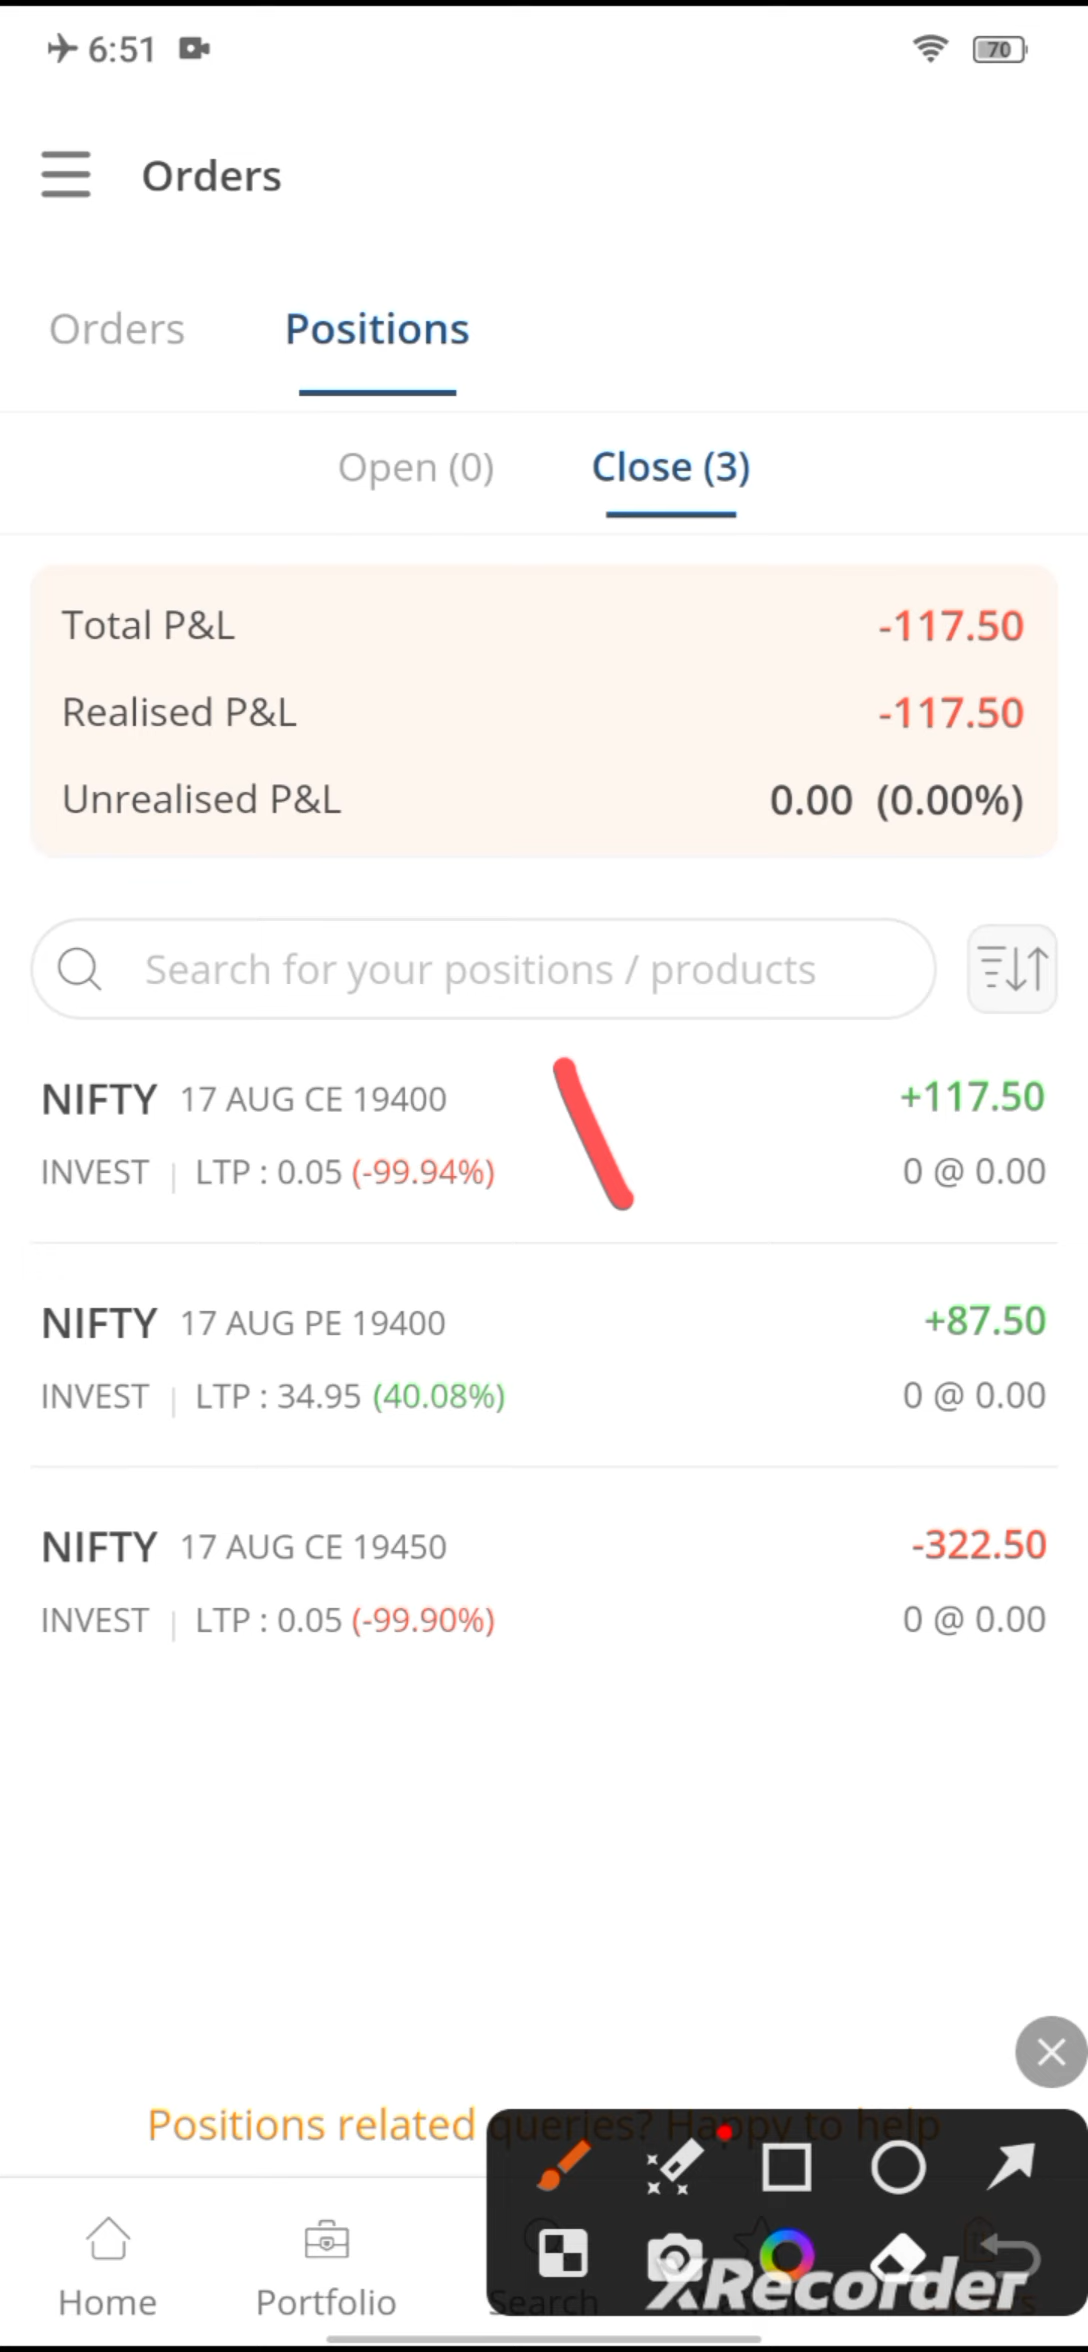 6:51
70
Orders
Orders Positions
Open (0) Close (3)
Total P&L -117.50
Realised P&L -117.50
Unrealised P&L 0.00 (0.00%)
Search for your positions / products
NIFTY 17 AUG CE 19400 +117.50
INVEST | LTP : 0.05 (-99.94%) 0 @ 0.00
NIFTY 17 AUG PE 19400 +87.50
INVEST | LTP : 34.95 (40.08%) 0 @ 0.00
NIFTY 17 AUG CE 19450 -322.50
INVEST | LTP : 0.05 (-99.90%) 0 @ 0.00
Positions related queries? Happy to help
Home Portfolio Search
XRecorder